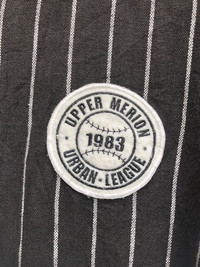 UPPER MERION
1983
URBAN-LEAGUE